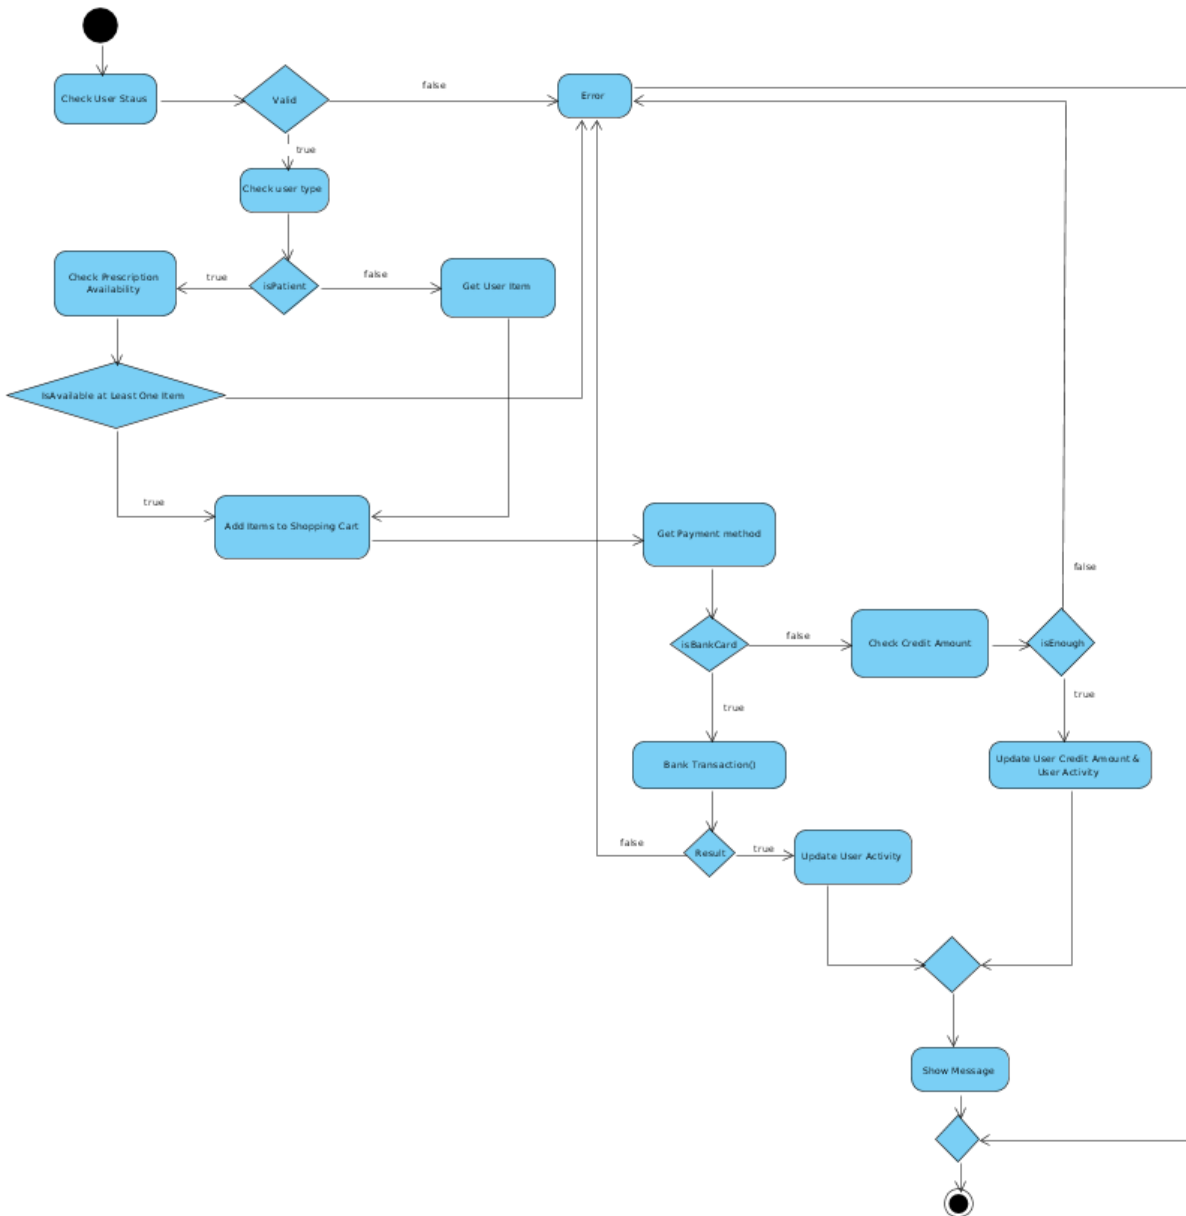 Check User Staus
Valid
false
Error
true
Check user type
Check Prescription
Availability
true
isPatient
false
Get User Item
IsAvailable at Least One Item
true
Add Items to Shopping Cart
Get Payment method
false
isBankCard
false
Check Credit Amount
isEnough
true
true
Bank Transaction()
Update User Credit Amount &
User Activity
false
Result
true
Update User Activity
Show Message